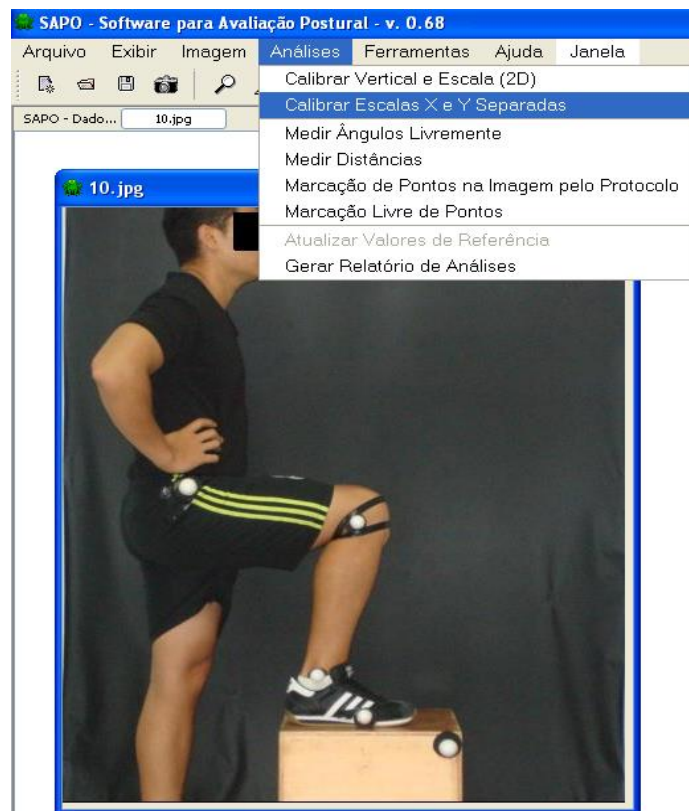 SAPO - Software para Avaliação Postural - v. 0.68
Arquivo Exibir Imagem Análises Ferramentas Ajuda Janela
Calibrar Vertical e Escala (2D)
Calibrar Escalas X e Y Separadas
SAPO - Dado... 10.jpg
Medir Ângulos Livremente
Medir Distâncias
Marcação de Pontos na Imagem pelo Protocolo
10.jpg
Marcação Livre de Pontos
Atualizar Valores de Referência
Gerar Relatório de Análises